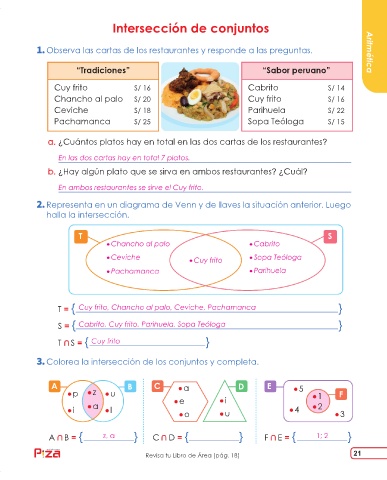 Intersección de conjuntos
Aritmética
1. Observa las cartas de los restaurantes y responde a las preguntas.
“Tradiciones”
Cuy frito S/ 16
Chancho al palo S/ 20
Ceviche S/ 18
Pachamanca S/ 25
“Sabor peruano”
Cabrito S/ 14
Cuy frito S/ 16
Parihuela S/ 22
Sopa Teóloga S/ 15
a. ¿Cuántos platos hay en total en las dos cartas de los restaurantes?
En las dos cartas hay en total 7 platos.
b. ¿Hay algún plato que se sirva en ambos restaurantes? ¿Cuál?
En ambos restaurantes se sirve el Cuy frito.
2. Representa en un diagrama de Venn y de llaves la situación anterior. Luego
halla la intersección.
T S
• Chancho al palo • Cabrito
• Ceviche • Cuy frito • Sopa Teóloga
• Pachamanca • Parihuela
T = { Cuy frito, Chancho al palo, Ceviche, Pachamanca }
S = { Cabrito, Cuy frito, Parihuela, Sopa Teóloga }
T ∩ S = { Cuy frito }
3. Colorea la intersección de los conjuntos y completa.
A B
• p • z • u
• i • a • l
C D
• a
• e • i
• o • u
E F
• 5
• 1
• 4 • 2
• 3
A ∩ B = { z, a }
C ∩ D = { }
F ∩ E = { 1; 2 }
Pizza
Revisa tu Libro de Área (pág. 18)
21